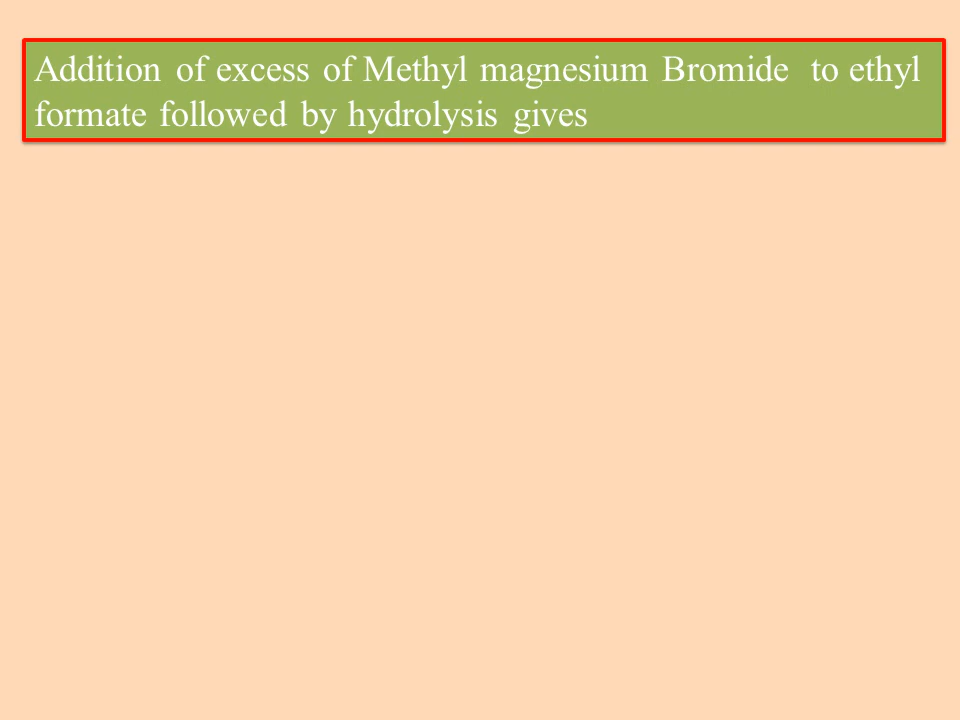 Addition of excess of Methyl magnesium Bromide to ethyl
formate followed by hydrolysis gives